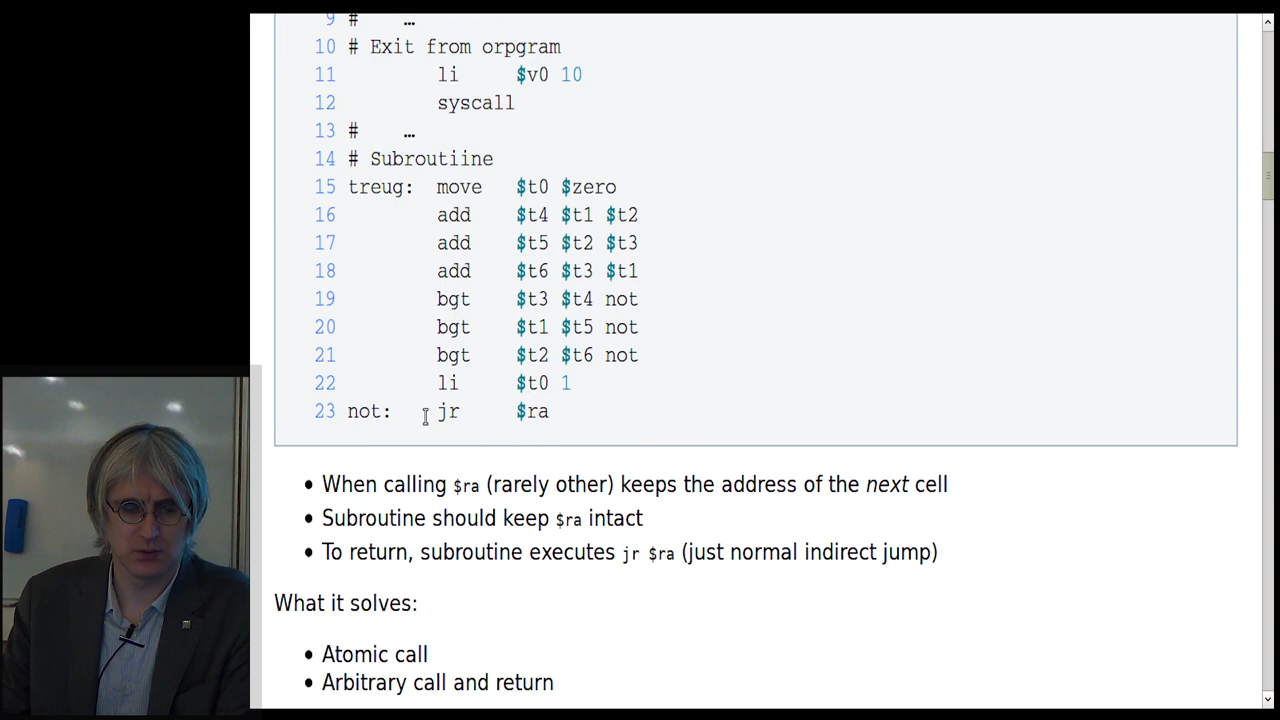 9 #    …
10 # Exit from orpgram
11         li      $v0 10
12         syscall
13 #    …
14 # Subroutiine
15 treug:  move    $t0 $zero
16         add     $t4 $t1 $t2
17         add     $t5 $t2 $t3
18         add     $t6 $t3 $t1
19         bgt     $t3 $t4 not
20         bgt     $t1 $t5 not
21         bgt     $t2 $t6 not
22         li      $t0 1
23 not:    jr      $ra
• When calling $ra (rarely other) keeps the address of the next cell
• Subroutine should keep $ra intact
• To return, subroutine executes jr $ra (just normal indirect jump)
What it solves:
• Atomic call
• Arbitrary call and return